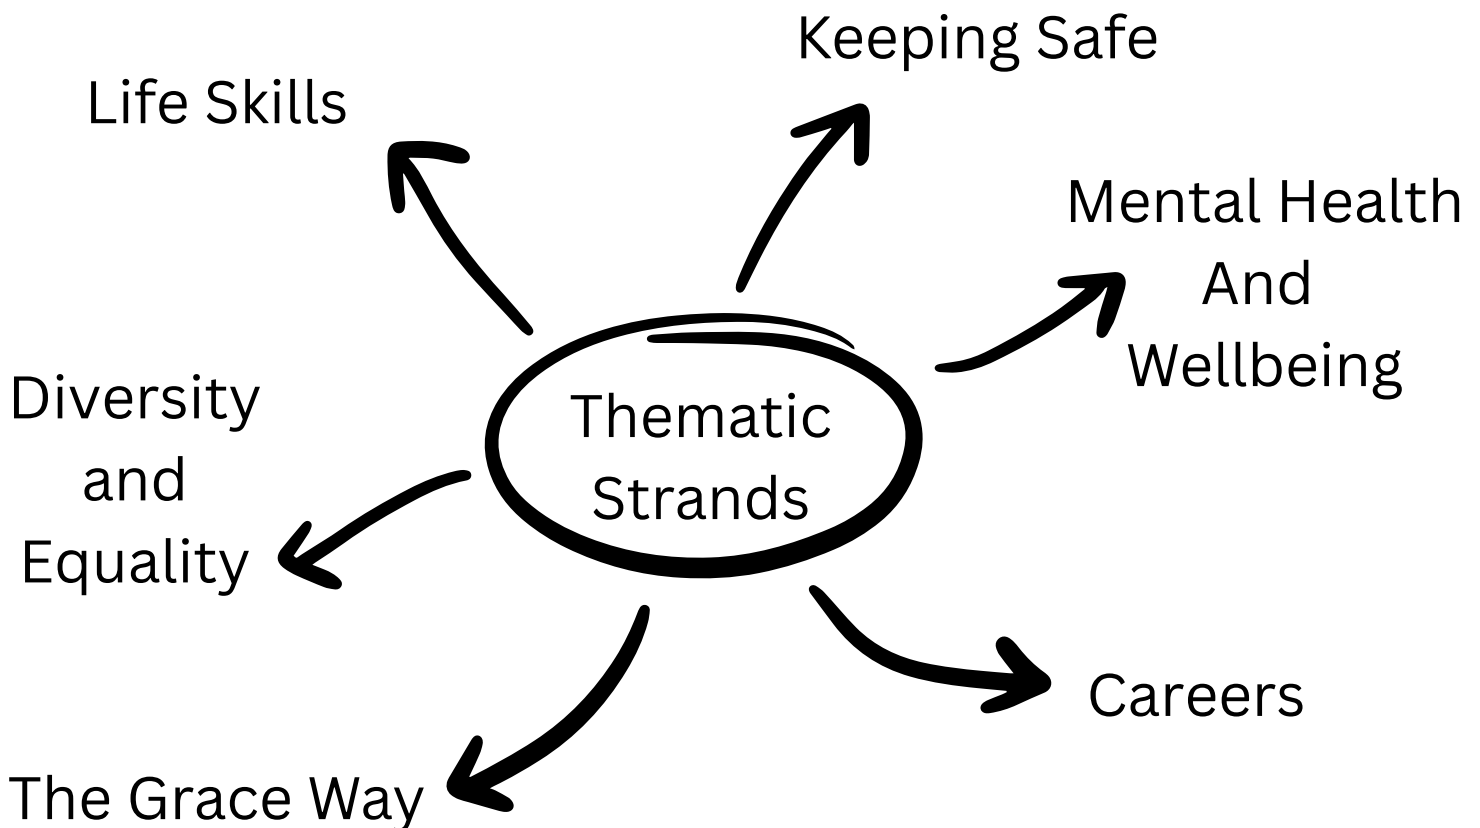 Keeping Safe
Life Skills
Mental Health
And
Wellbeing
Diversity
and
Equality
Thematic
Strands
Careers
The Grace Way